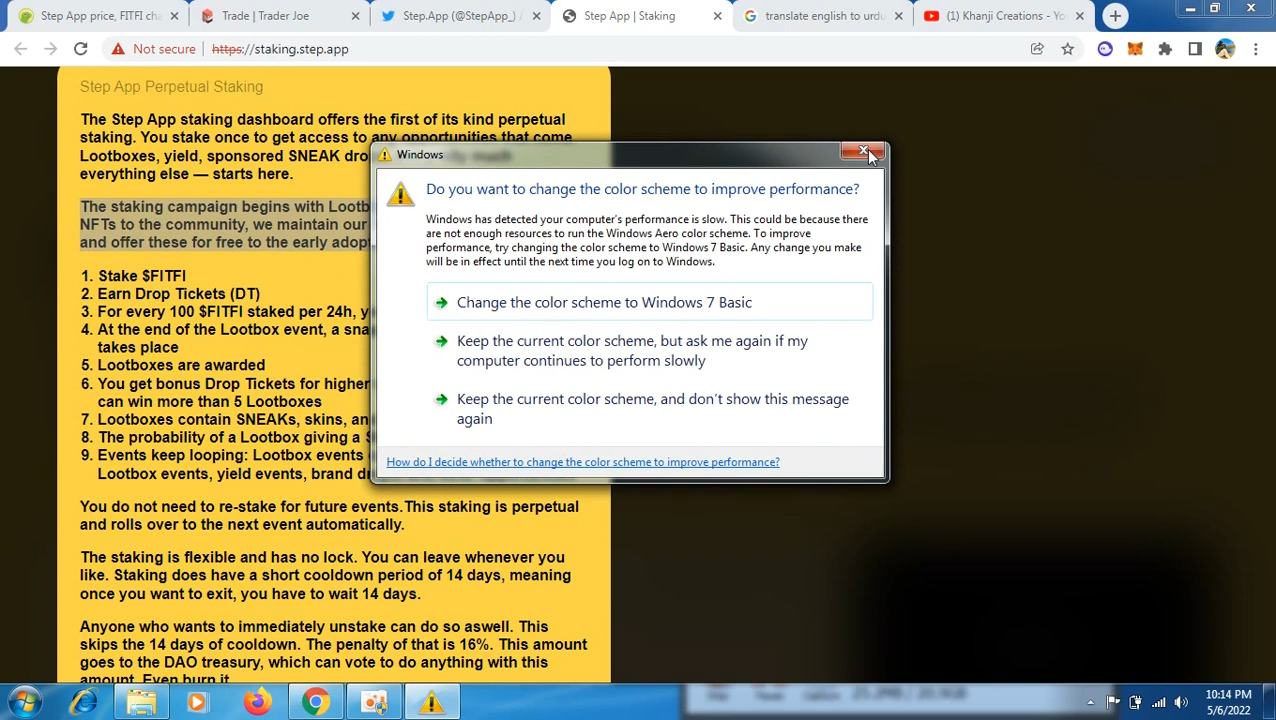 Step App price, FITFI cha
Trade | Trader Joe
Step.App (@StepApp_) /
Step App | Staking
translate english to urdu
(1) Khanji Creations - Yo
Not secure
https://staking.step.app
Step App Perpetual Staking
The Step App staking dashboard offers the first of its kind perpetual
staking. You stake once to get access to any opportunities that come.
Lootboxes, yield, sponsored SNEAK dro
everything else — starts here.
The staking campaign begins with Lootb
NFTs to the community, we maintain our
and offer these for free to the early adopt
1. Stake $FITFI
2. Earn Drop Tickets (DT)
3. For every 100 $FITFI staked per 24h, y
4. At the end of the Lootbox event, a sna
takes place
5. Lootboxes are awarded
6. You get bonus Drop Tickets for higher
can win more than 5 Lootboxes
7. Lootboxes contain SNEAKs, skins, an
8. The probability of a Lootbox giving a S
9. Events keep looping: Lootbox events
Lootbox events, yield events, brand d
You do not need to re-stake for future events.This staking is perpetual
and rolls over to the next event automatically.
The staking is flexible and has no lock. You can leave whenever you
like. Staking does have a short cooldown period of 14 days, meaning
once you want to exit, you have to wait 14 days.
Anyone who wants to immediately unstake can do so aswell. This
skips the 14 days of cooldown. The penalty of that is 16%. This amount
goes to the DAO treasury, which can vote to do anything with this
amount. Even burn it.
Windows
Do you want to change the color scheme to improve performance?
Windows has detected your computer's performance is slow. This could be because there
are not enough resources to run the Windows Aero color scheme. To improve
performance, try changing the color scheme to Windows 7 Basic. Any change you make
will be in effect until the next time you log on to Windows.
Change the color scheme to Windows 7 Basic
Keep the current color scheme, but ask me again if my
computer continues to perform slowly
Keep the current color scheme, and don't show this message
again
How do I decide whether to change the color scheme to improve performance?
10:14 PM
5/6/2022